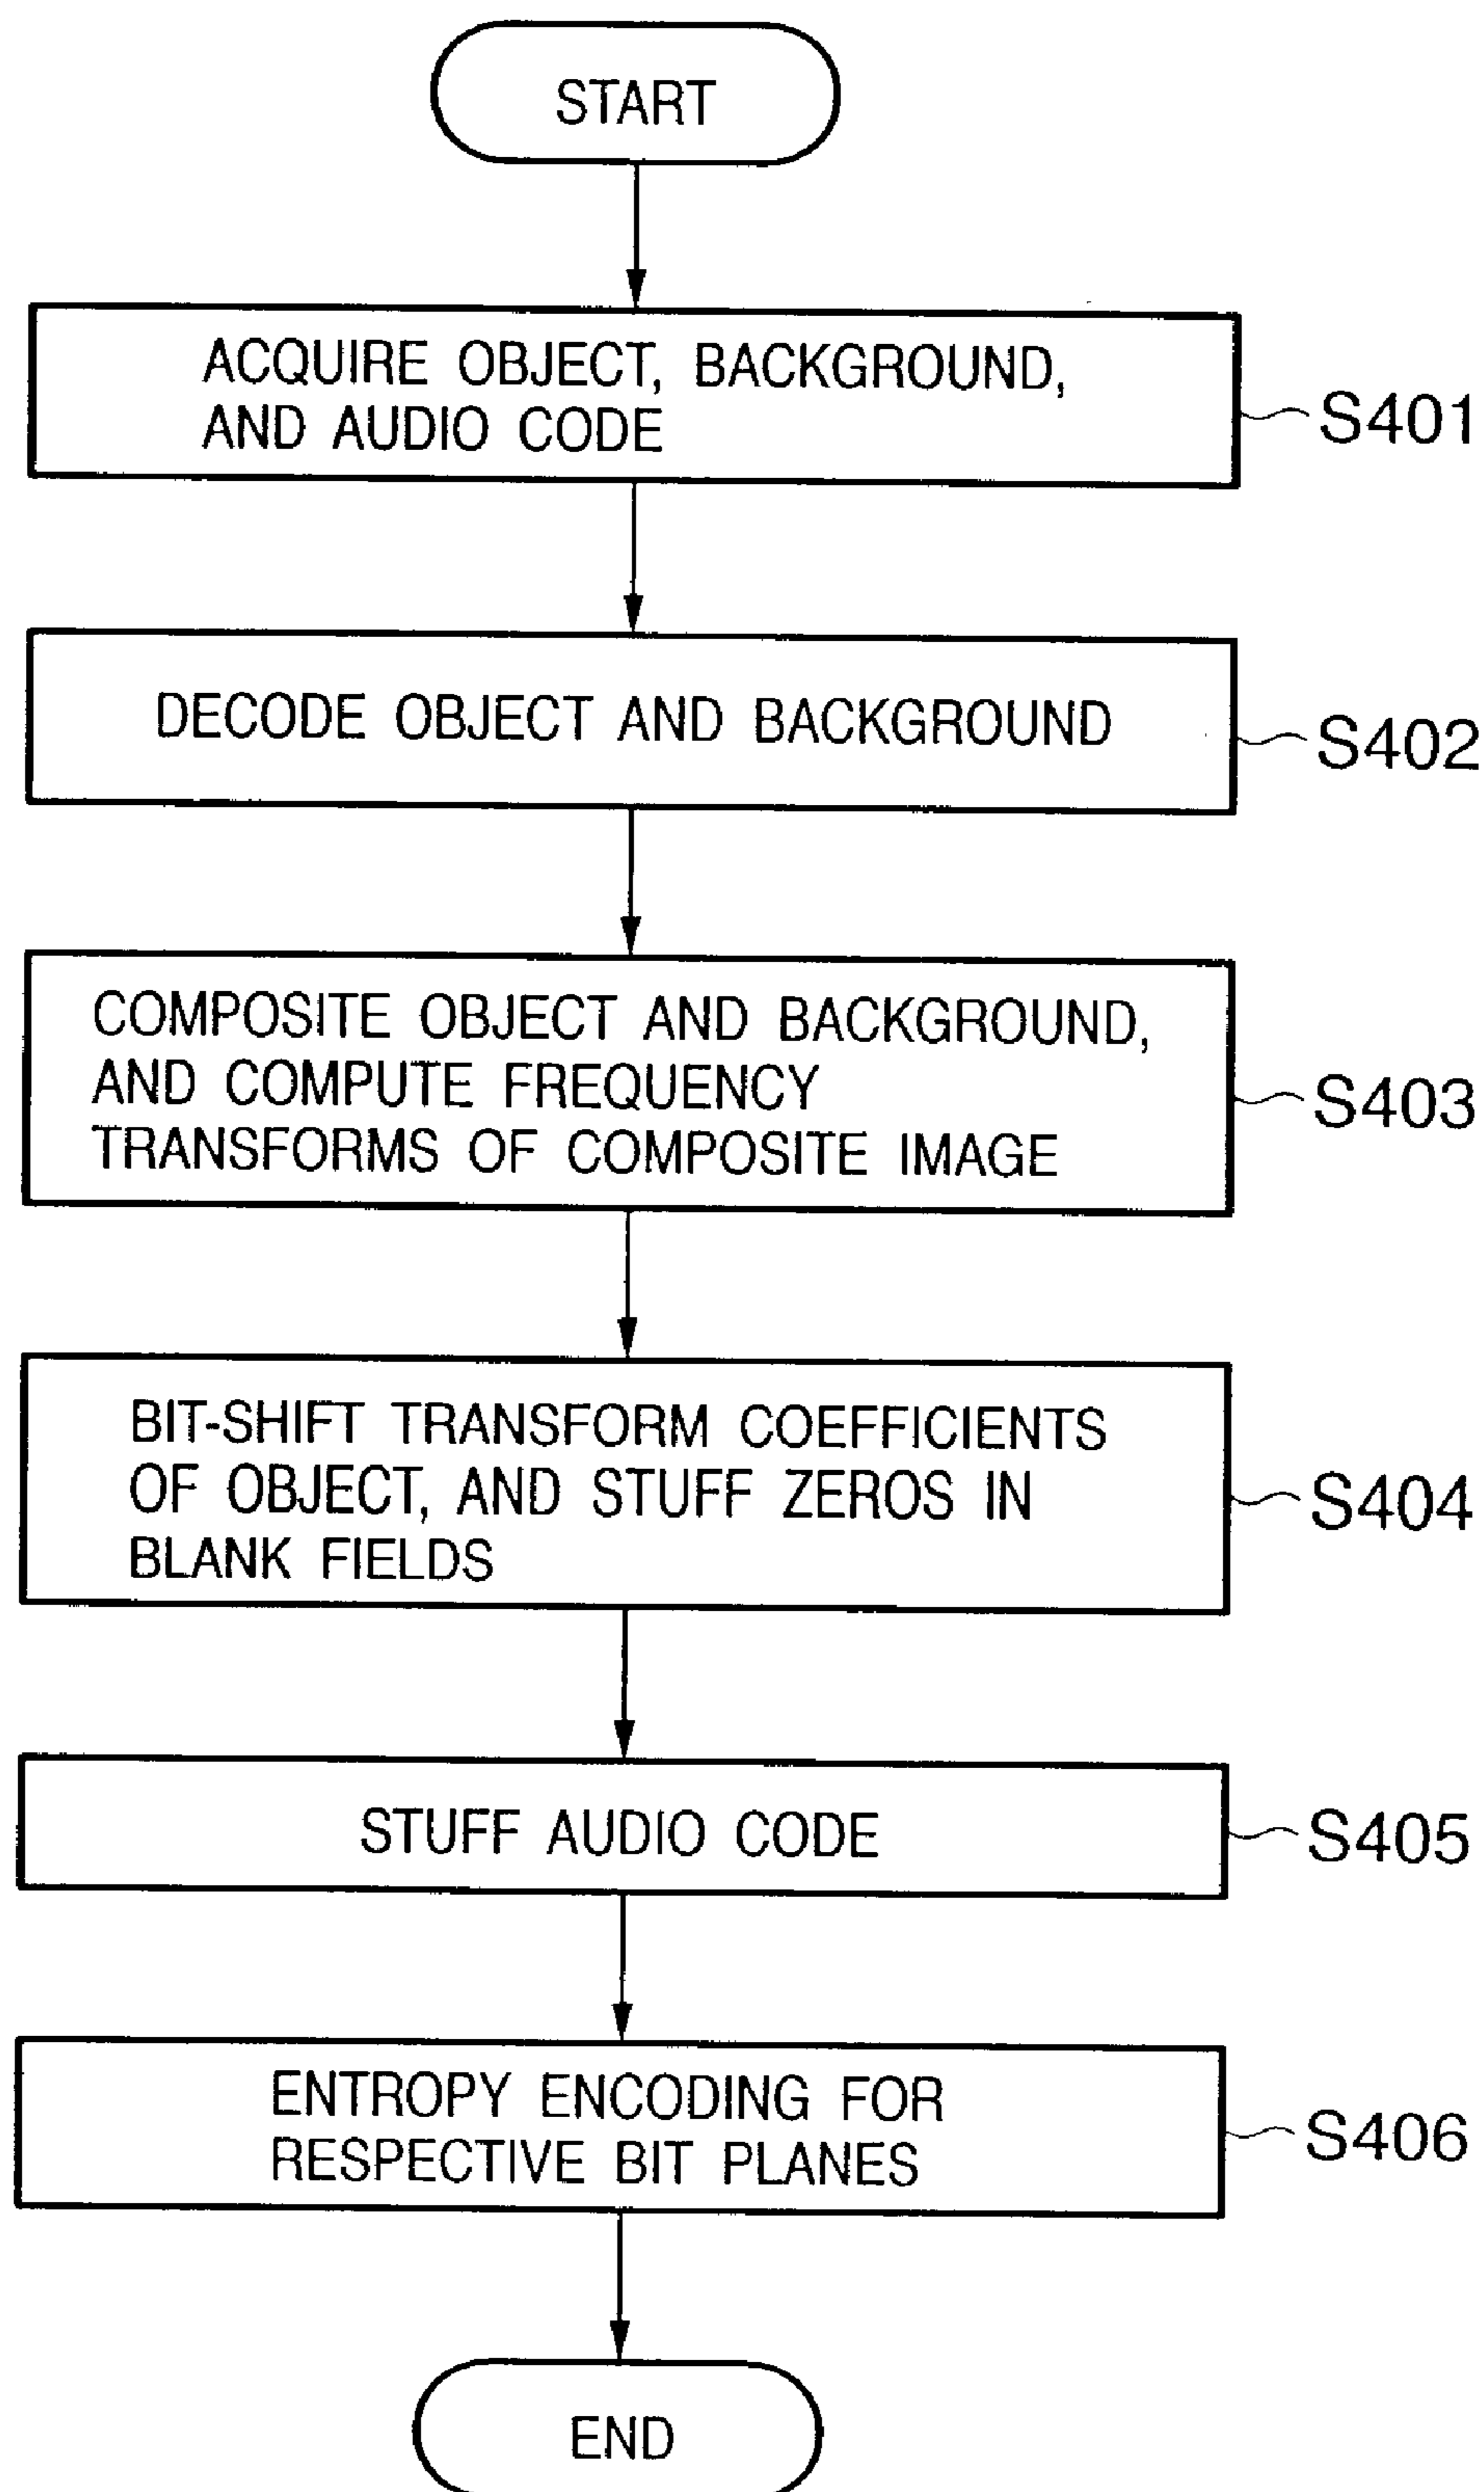 START
ACQUIRE OBJECT, BACKGROUND,
AND AUDIO CODE
S401
DECODE OBJECT AND BACKGROUND
S402
COMPOSITE OBJECT AND BACKGROUND,
AND COMPUTE FREQUENCY
TRANSFORMS OF COMPOSITE IMAGE
S403
BIT-SHIFT TRANSFORM COEFFICIENTS
OF OBJECT, AND STUFF ZEROS IN
BLANK FIELDS
S404
STUFF AUDIO CODE
S405
ENTROPY ENCODING FOR
RESPECTIVE BIT PLANES
S406
END